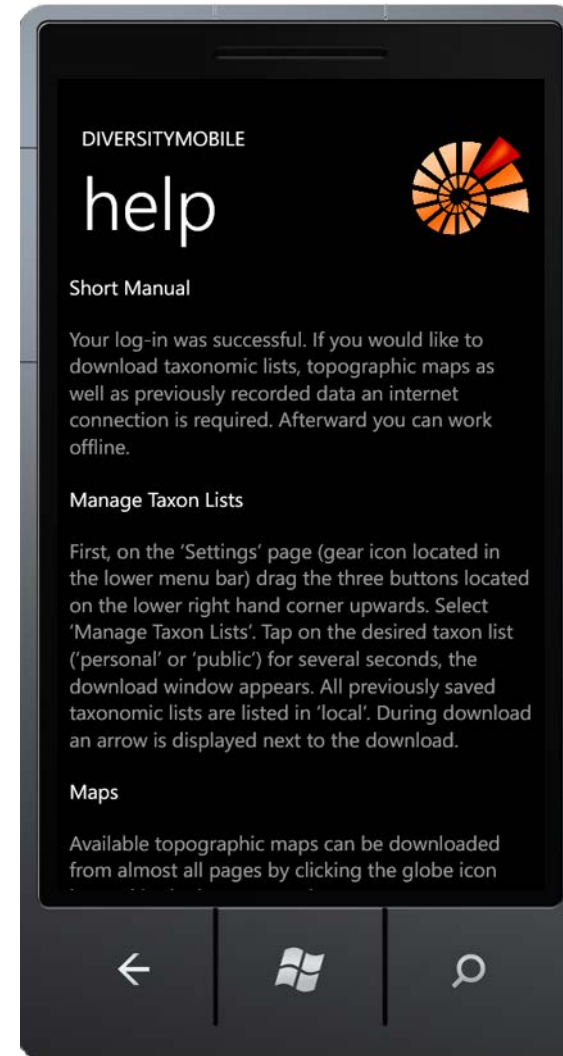 DIVERSITYMOBILE
help
Short Manual
Your log-in was successful. If you would like to
download taxonomic lists, topographic maps as
well as previously recorded data an internet
connection is required. Afterward you can work
offline.
Manage Taxon Lists
First, on the ‘Settings’ page (gear icon located in
the lower menu bar) drag the three buttons located
on the lower right hand corner upwards. Select
‘Manage Taxon Lists’. Tap on the desired taxon list
(‘personal’ or ‘public’) for several seconds, the
download window appears. All previously saved
taxonomic lists are listed in ‘local’. During download
an arrow is displayed next to the download.
Maps
Available topographic maps can be downloaded
from almost all pages by clicking the globe icon